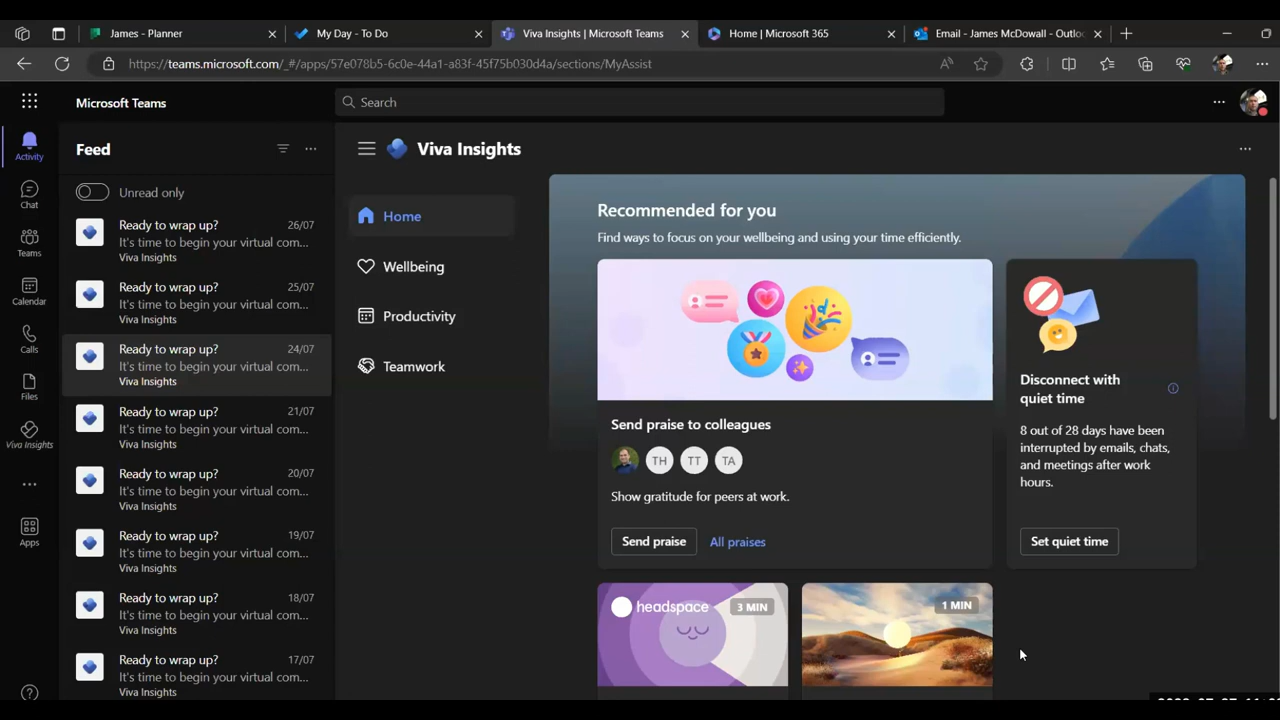 James - Planner
My Day - To Do
Viva Insights | Microsoft Teams
Home | Microsoft 365
Email - James McDowall - Outloo
https://teams.microsoft.com/_#/apps/57e078b5-6c0e-44a1-a83f-45f75b030d4a/sections/MyAssist
Microsoft Teams
Search
Activity
Chat
Teams
Calendar
Calls
Files
Viva Insights
Apps
Feed
Unread only
Ready to wrap up? 26/07
It's time to begin your virtual com...
Viva Insights
Ready to wrap up? 25/07
It's time to begin your virtual com...
Viva Insights
Ready to wrap up? 24/07
It's time to begin your virtual com...
Viva Insights
Ready to wrap up? 21/07
It's time to begin your virtual com...
Viva Insights
Ready to wrap up? 20/07
It's time to begin your virtual com...
Viva Insights
Ready to wrap up? 19/07
It's time to begin your virtual com...
Viva Insights
Ready to wrap up? 18/07
It's time to begin your virtual com...
Viva Insights
Ready to wrap up? 17/07
It's time to begin your virtual com...
Viva Insights
Viva Insights
Home
Wellbeing
Productivity
Teamwork
Recommended for you
Find ways to focus on your wellbeing and using your time efficiently.
Send praise to colleagues
TH TT TA
Show gratitude for peers at work.
Send praise
All praises
Disconnect with
quiet time
8 out of 28 days have been
interrupted by emails, chats,
and meetings after work
hours.
Set quiet time
headspace
3 MIN
1 MIN